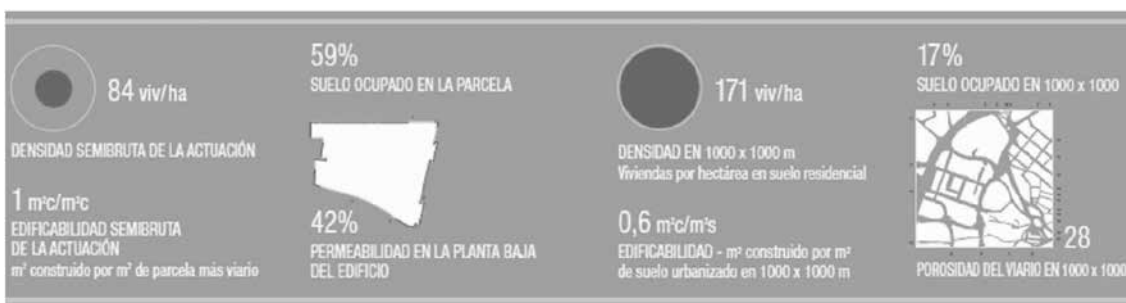 84 viv/ha
DENSIDAD SEMIBRUTA DE LA ACTUACIÓN
1 m²c/m²c
EDIFICABILIDAD SEMIBRUTA
DE LA ACTUACIÓN
m² construido por m² de parcela más viario
59%
SUELO OCUPADO EN LA PARCELA
42%
PERMEABILIDAD EN LA PLANTA BAJA
DEL EDIFICIO
171 viv/ha
DENSIDAD EN 1000 x 1000 m
Viviendas por hectárea en suelo residencial
0,6 m²c/m²s
EDIFICABILIDAD - m² construido por m²
de suelo urbanizado en 1000 x 1000 m
17%
SUELO OCUPADO EN 1000 x 1000
28
POROSIDAD DEL VIARIO EN 1000 x 1000